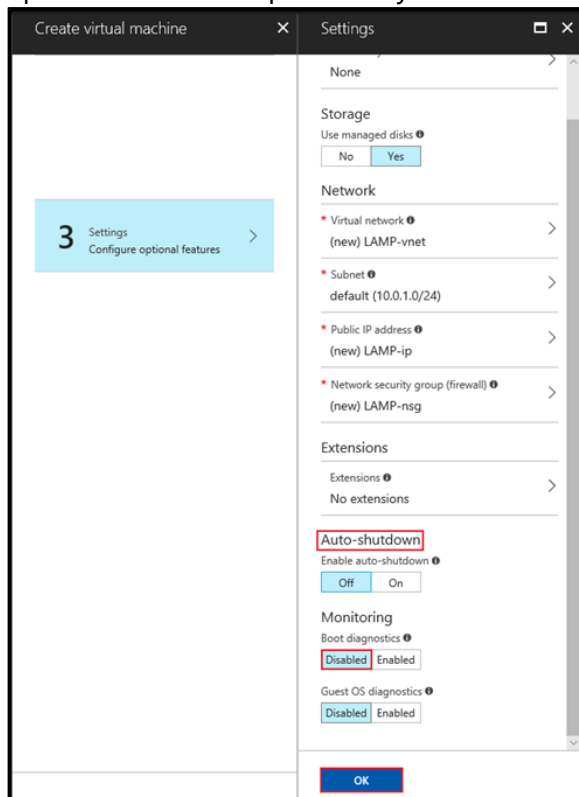 Create virtual machine
3
Settings
Configure optional features
Settings
None
Storage
Use managed disks
No Yes
Network
* Virtual network
(new) LAMP-vnet
* Subnet
default (10.0.1.0/24)
* Public IP address
(new) LAMP-ip
* Network security group (firewall)
(new) LAMP-nsg
Extensions
Extensions
No extensions
Auto-shutdown
Enable auto-shutdown
Off On
Monitoring
Boot diagnostics
Disabled Enabled
Guest OS diagnostics
Disabled Enabled
OK